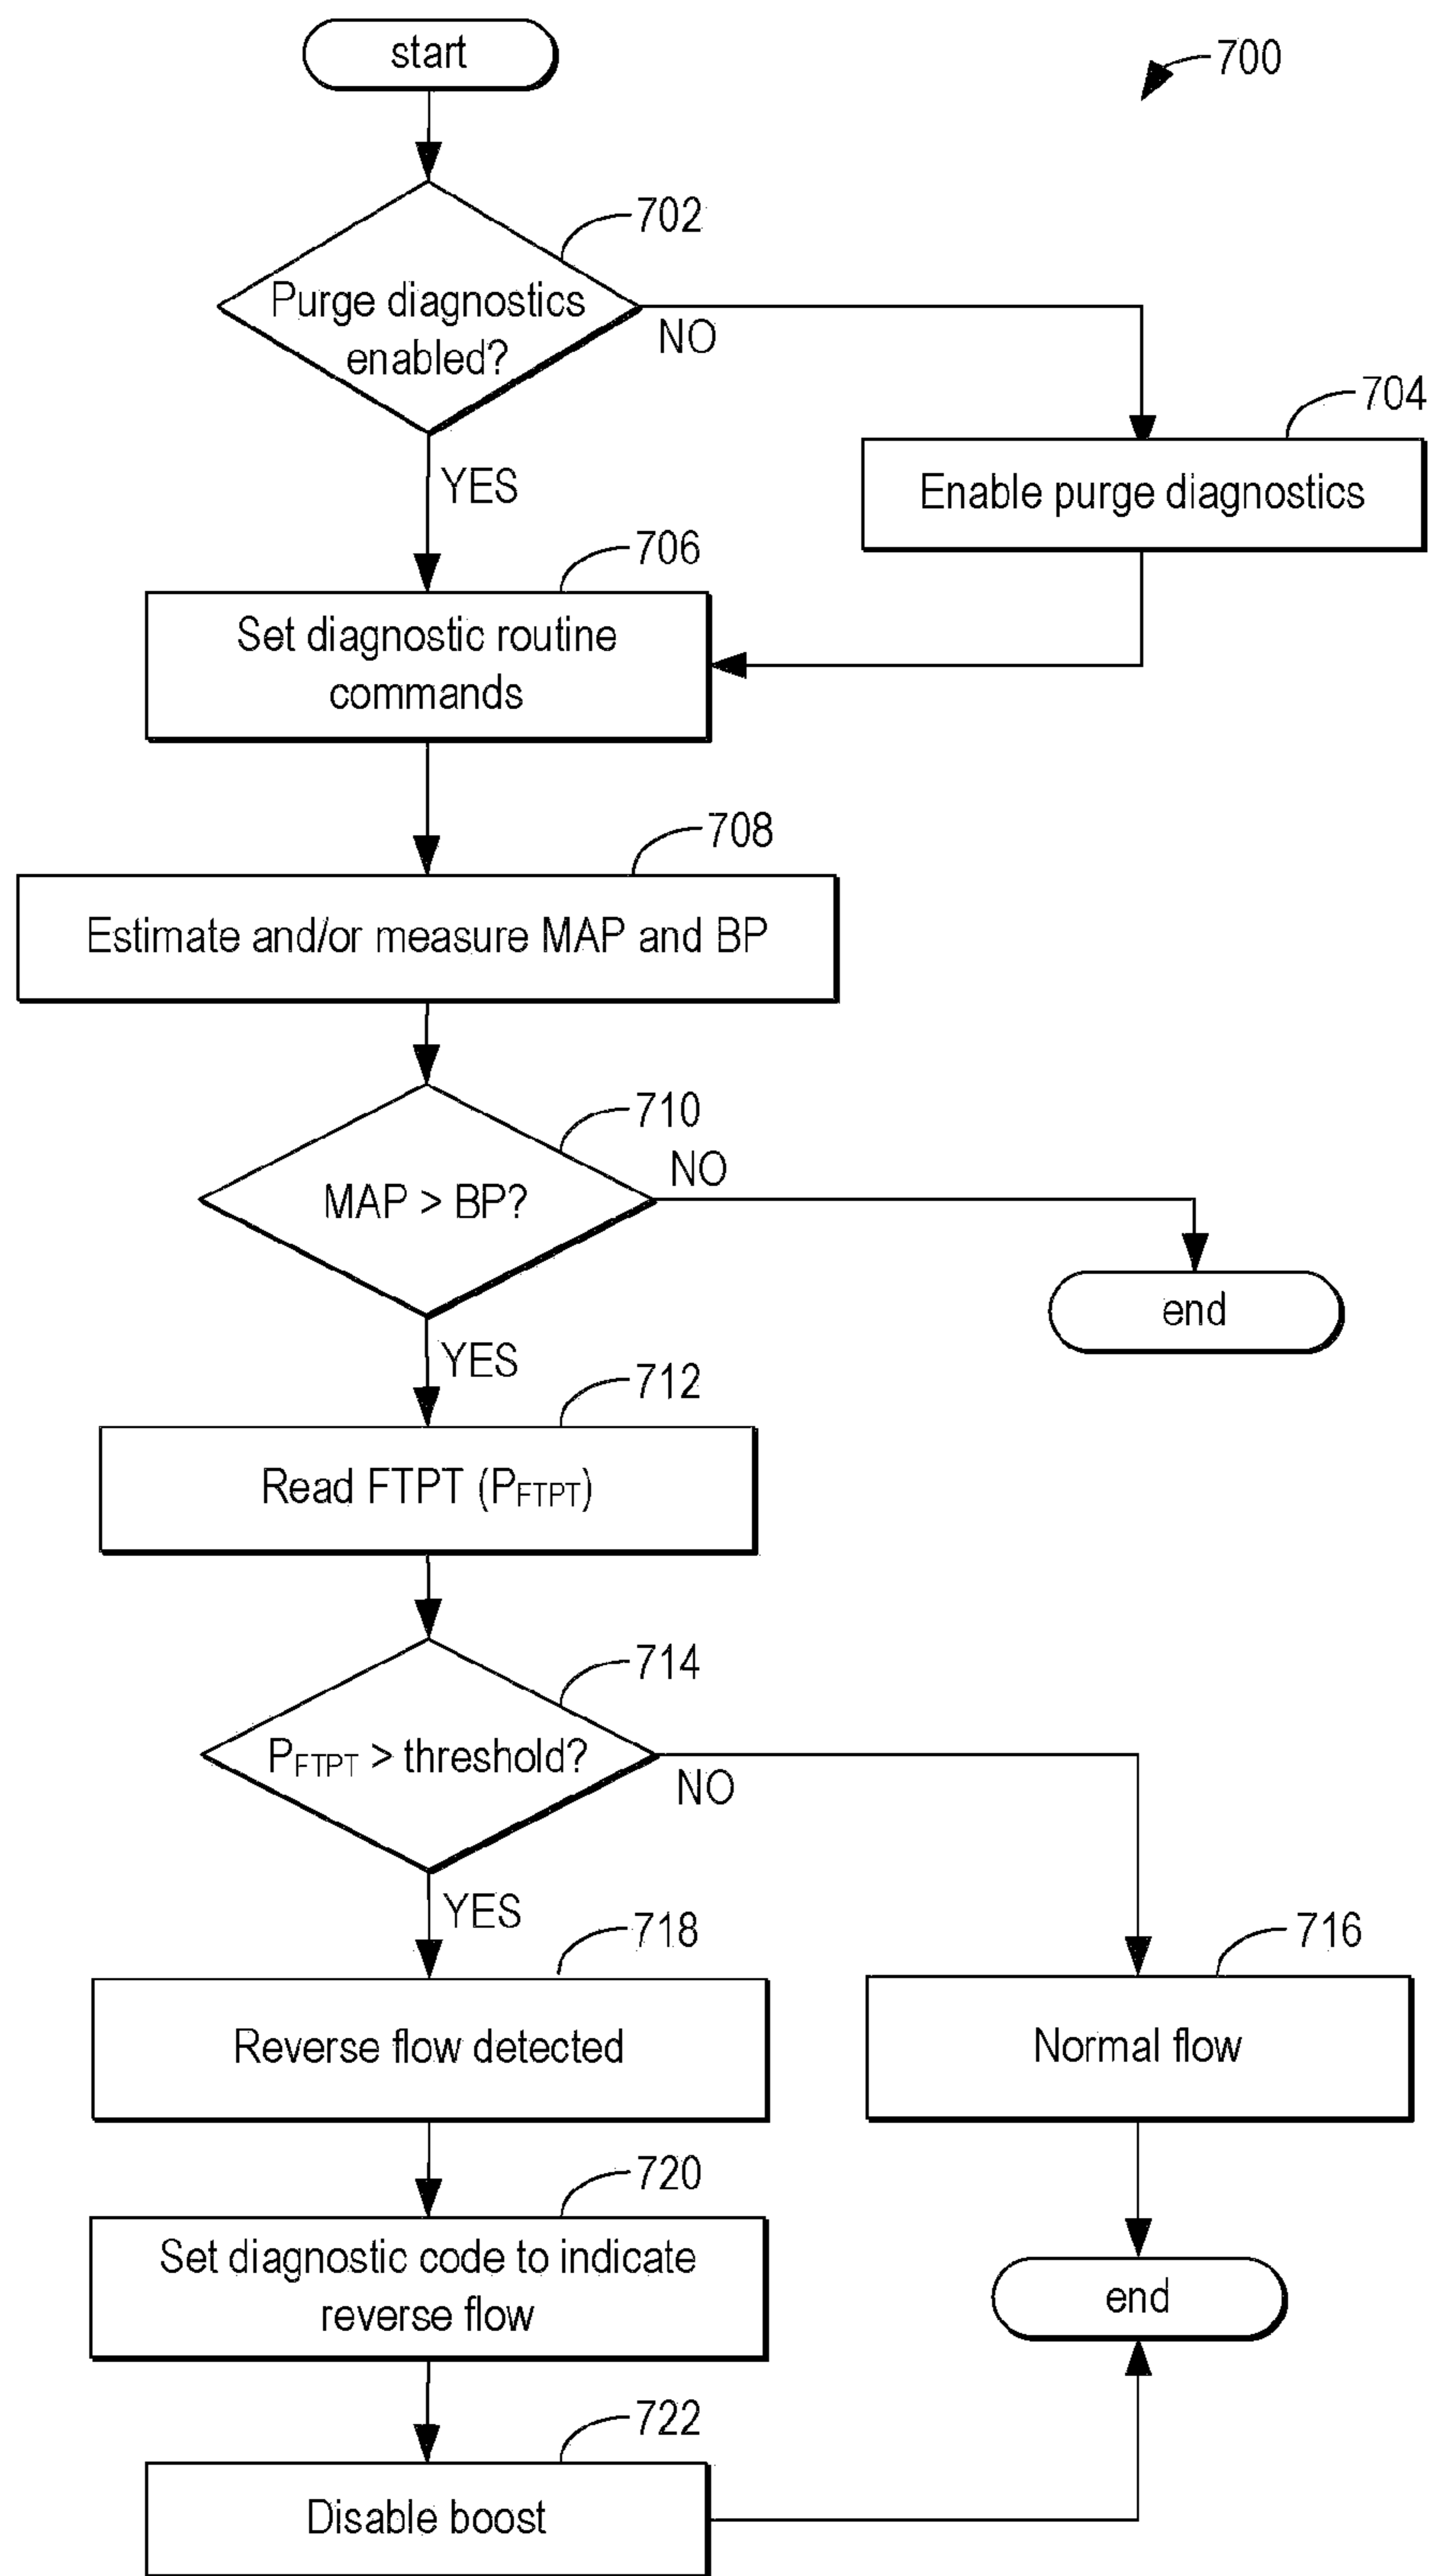 start
700
702
Purge diagnostics
enabled?
NO
704
Enable purge diagnostics
YES
706
Set diagnostic routine
commands
708
Estimate and/or measure MAP and BP
710
NO
MAP > BP?
end
YES
712
Read FTPT (PFTPT)
714
PFTPT > threshold?
NO
YES
718
716
Reverse flow detected
Normal flow
720
Set diagnostic code to indicate
reverse flow
end
722
Disable boost